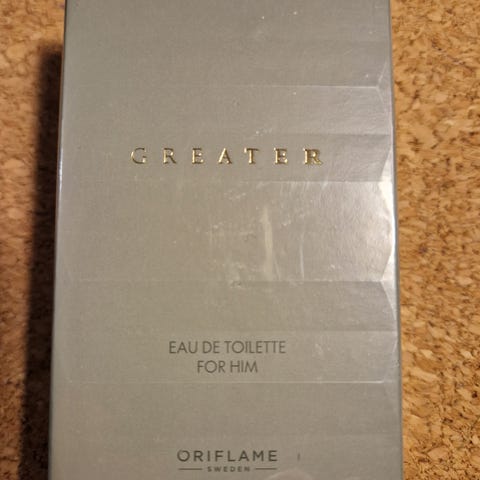 GREATER
EAU DE TOILETTE
FOR HIM
ORIFLAME
SWEDEN